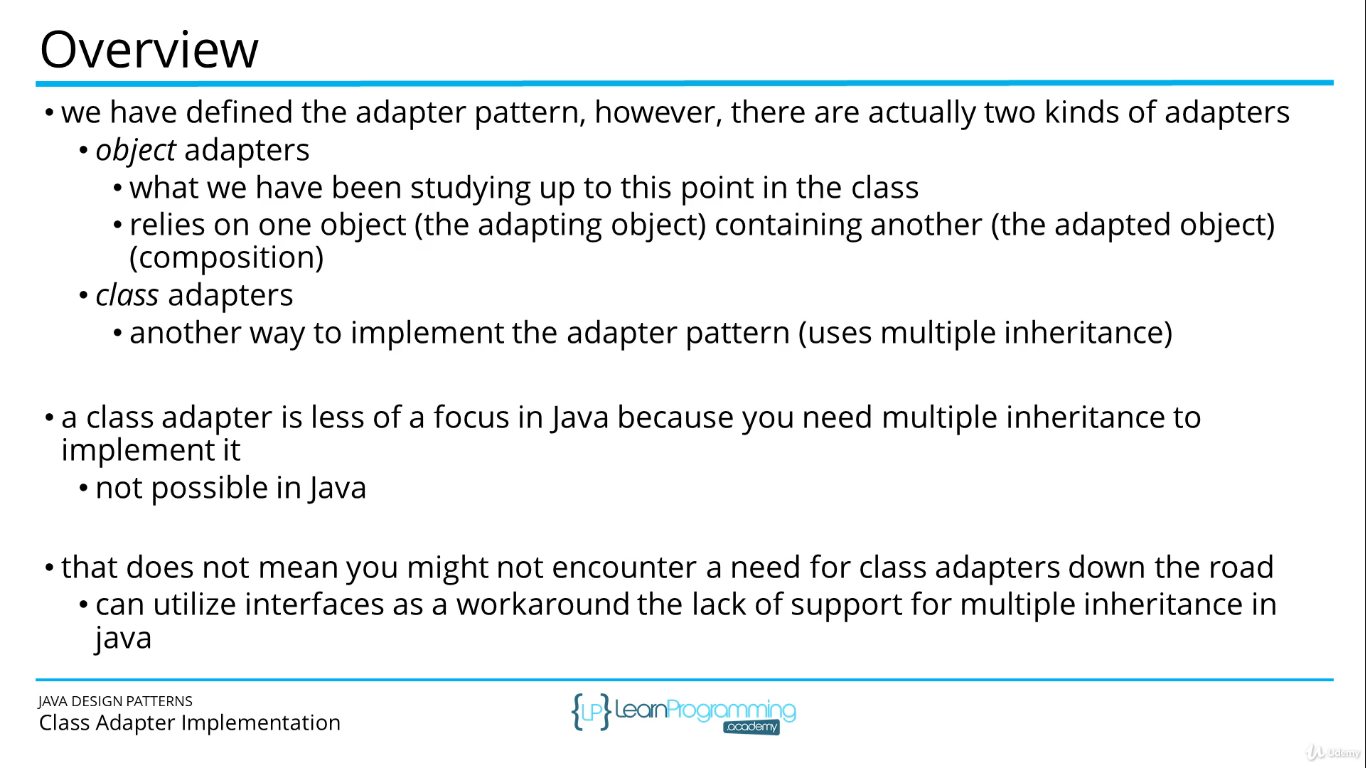 Overview
• we have defined the adapter pattern, however, there are actually two kinds of adapters
• object adapters
• what we have been studying up to this point in the class
• relies on one object (the adapting object) containing another (the adapted object)
(composition)
• class adapters
• another way to implement the adapter pattern (uses multiple inheritance)
• a class adapter is less of a focus in Java because you need multiple inheritance to
implement it
• not possible in Java
• that does not mean you might not encounter a need for class adapters down the road
• can utilize interfaces as a workaround the lack of support for multiple inheritance in
java
JAVA DESIGN PATTERNS
Class Adapter Implementation
{LP} LearnProgramming
.academy
Udemy